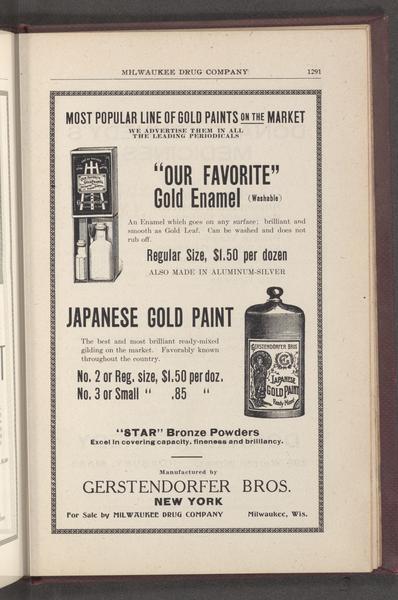 MILWAUKEE DRUG COMPANY 1291
MOST POPULAR LINE OF GOLD PAINTS ON THE MARKET
WE ADVERTISE THEM IN ALL
THE LEADING PERIODICALS
"OUR FAVORITE"
Gold Enamel (Washable)
An Enamel which goes on any surface; brilliant and
smooth as Gold Leaf. Can be washed and does not
rub off.
Regular Size, $1.50 per dozen
ALSO MADE IN ALUMINUM-SILVER
JAPANESE GOLD PAINT
The best and most brilliant ready-mixed
gilding on the market. Favorably known
throughout the country.
No. 2 or Reg. size, $1.50 per doz.
No. 3 or Small " .85 "
GERSTENDORFER BROS
JAPANESE
GOLD PAINT
Ready-Mixed
"STAR" Bronze Powders
Excel in covering capacity, fineness and brilliancy.
Manufactured by
GERSTENDORFER BROS.
NEW YORK
For Sale by MILWAUKEE DRUG COMPANY Milwaukee, Wis.